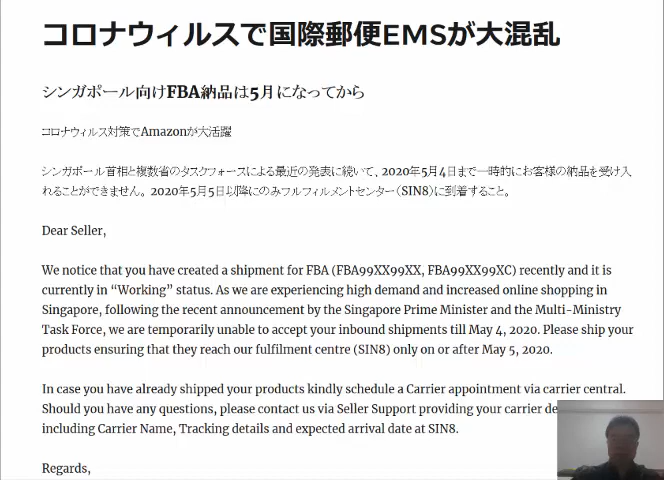 コロナウィルスで国際郵便EMSが大混乱
シンガポール向けFBA納品は5月になってから
コロナウィルス対策でAmazonが大活躍
シンガポール首相と複数省のタスクフォースによる最近の発表に続いて、2020年5月4日まで一時的にお客様の納品を受け入
れることができません。2020年5月5日以降にのみフルフィルメントセンター（SIN8）に到着すること。
Dear Seller,
We notice that you have created a shipment for FBA (FBA99XX99XX, FBA99XX99XC) recently and it is
currently in “Working” status. As we are experiencing high demand and increased online shopping in
Singapore, following the recent announcement by the Singapore Prime Minister and the Multi-Ministry
Task Force, we are temporarily unable to accept your inbound shipments till May 4, 2020. Please ship your
products ensuring that they reach our fulfilment centre (SIN8) only on or after May 5, 2020.
In case you have already shipped your products kindly schedule a Carrier appointment via carrier central.
Should you have any questions, please contact us via Seller Support providing your carrier
including Carrier Name, Tracking details and expected arrival date at SIN8.
Regards,